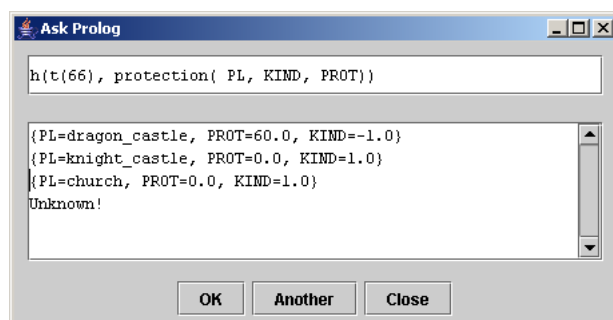 Ask Prolog
h(t(66), protection( PL, KIND, PROT))
{PL=dragon_castle, PROT=60.0, KIND=-1.0}
{PL=knight_castle, PROT=0.0, KIND=1.0}
{PL=church, PROT=0.0, KIND=1.0}
Unknown!
OK Another Close